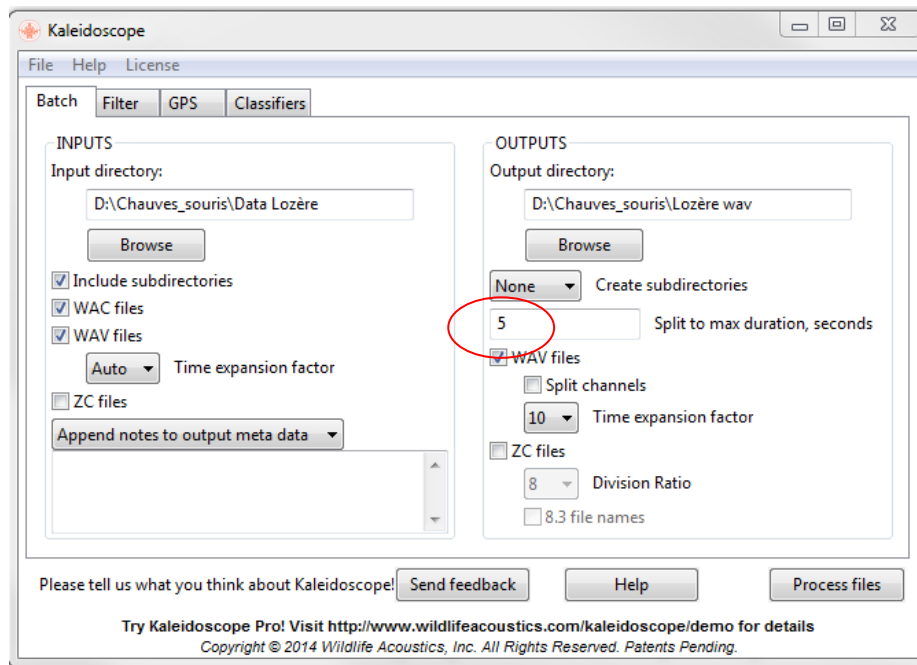 Kaleidoscope
File Help License
Batch Filter GPS Classifiers
INPUTS
Input directory:
D:\Chauves_souris\Data Lozère
Browse
Include subdirectories
WAC files
WAV files
Auto Time expansion factor
ZC files
Append notes to output meta data
OUTPUTS
Output directory:
D:\Chauves_souris\Lozère wav
Browse
None Create subdirectories
5 Split to max duration, seconds
WAV files
Split channels
10 Time expansion factor
ZC files
8 Division Ratio
8.3 file names
Please tell us what you think about Kaleidoscope! Send feedback Help Process files
Try Kaleidoscope Pro! Visit http://www.wildlifeacoustics.com/kaleidoscope/demo for details
Copyright © 2014 Wildlife Acoustics, Inc. All Rights Reserved. Patents Pending.